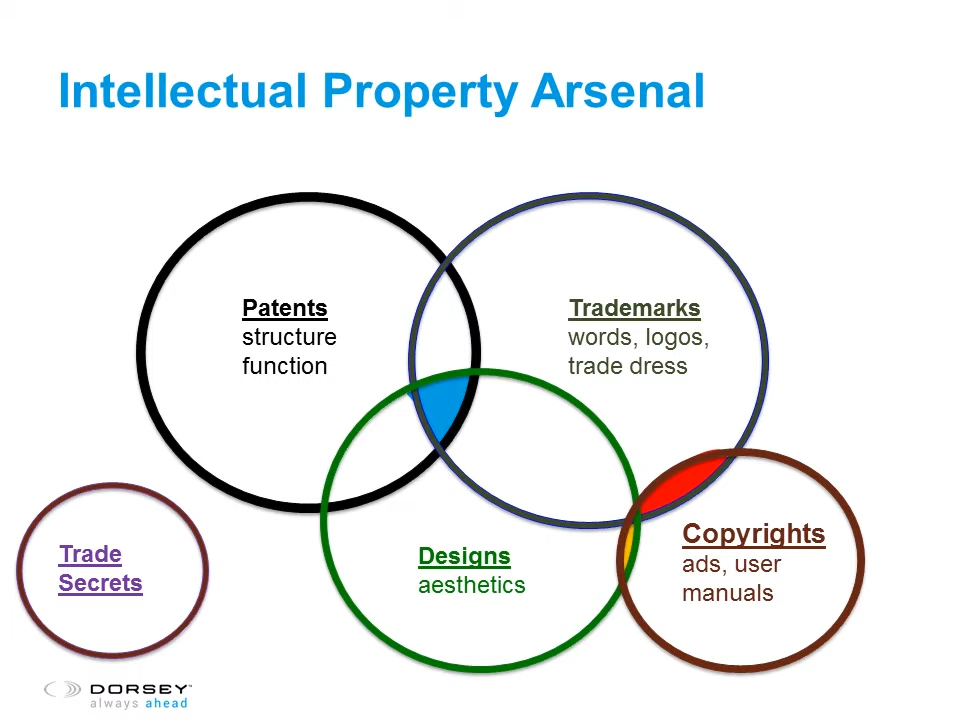 Intellectual Property Arsenal
Patents
structure
function
Trademarks
words, logos,
trade dress
Trade
Secrets
Designs
aesthetics
Copyrights
ads, user
manuals
DORSEY™
always ahead